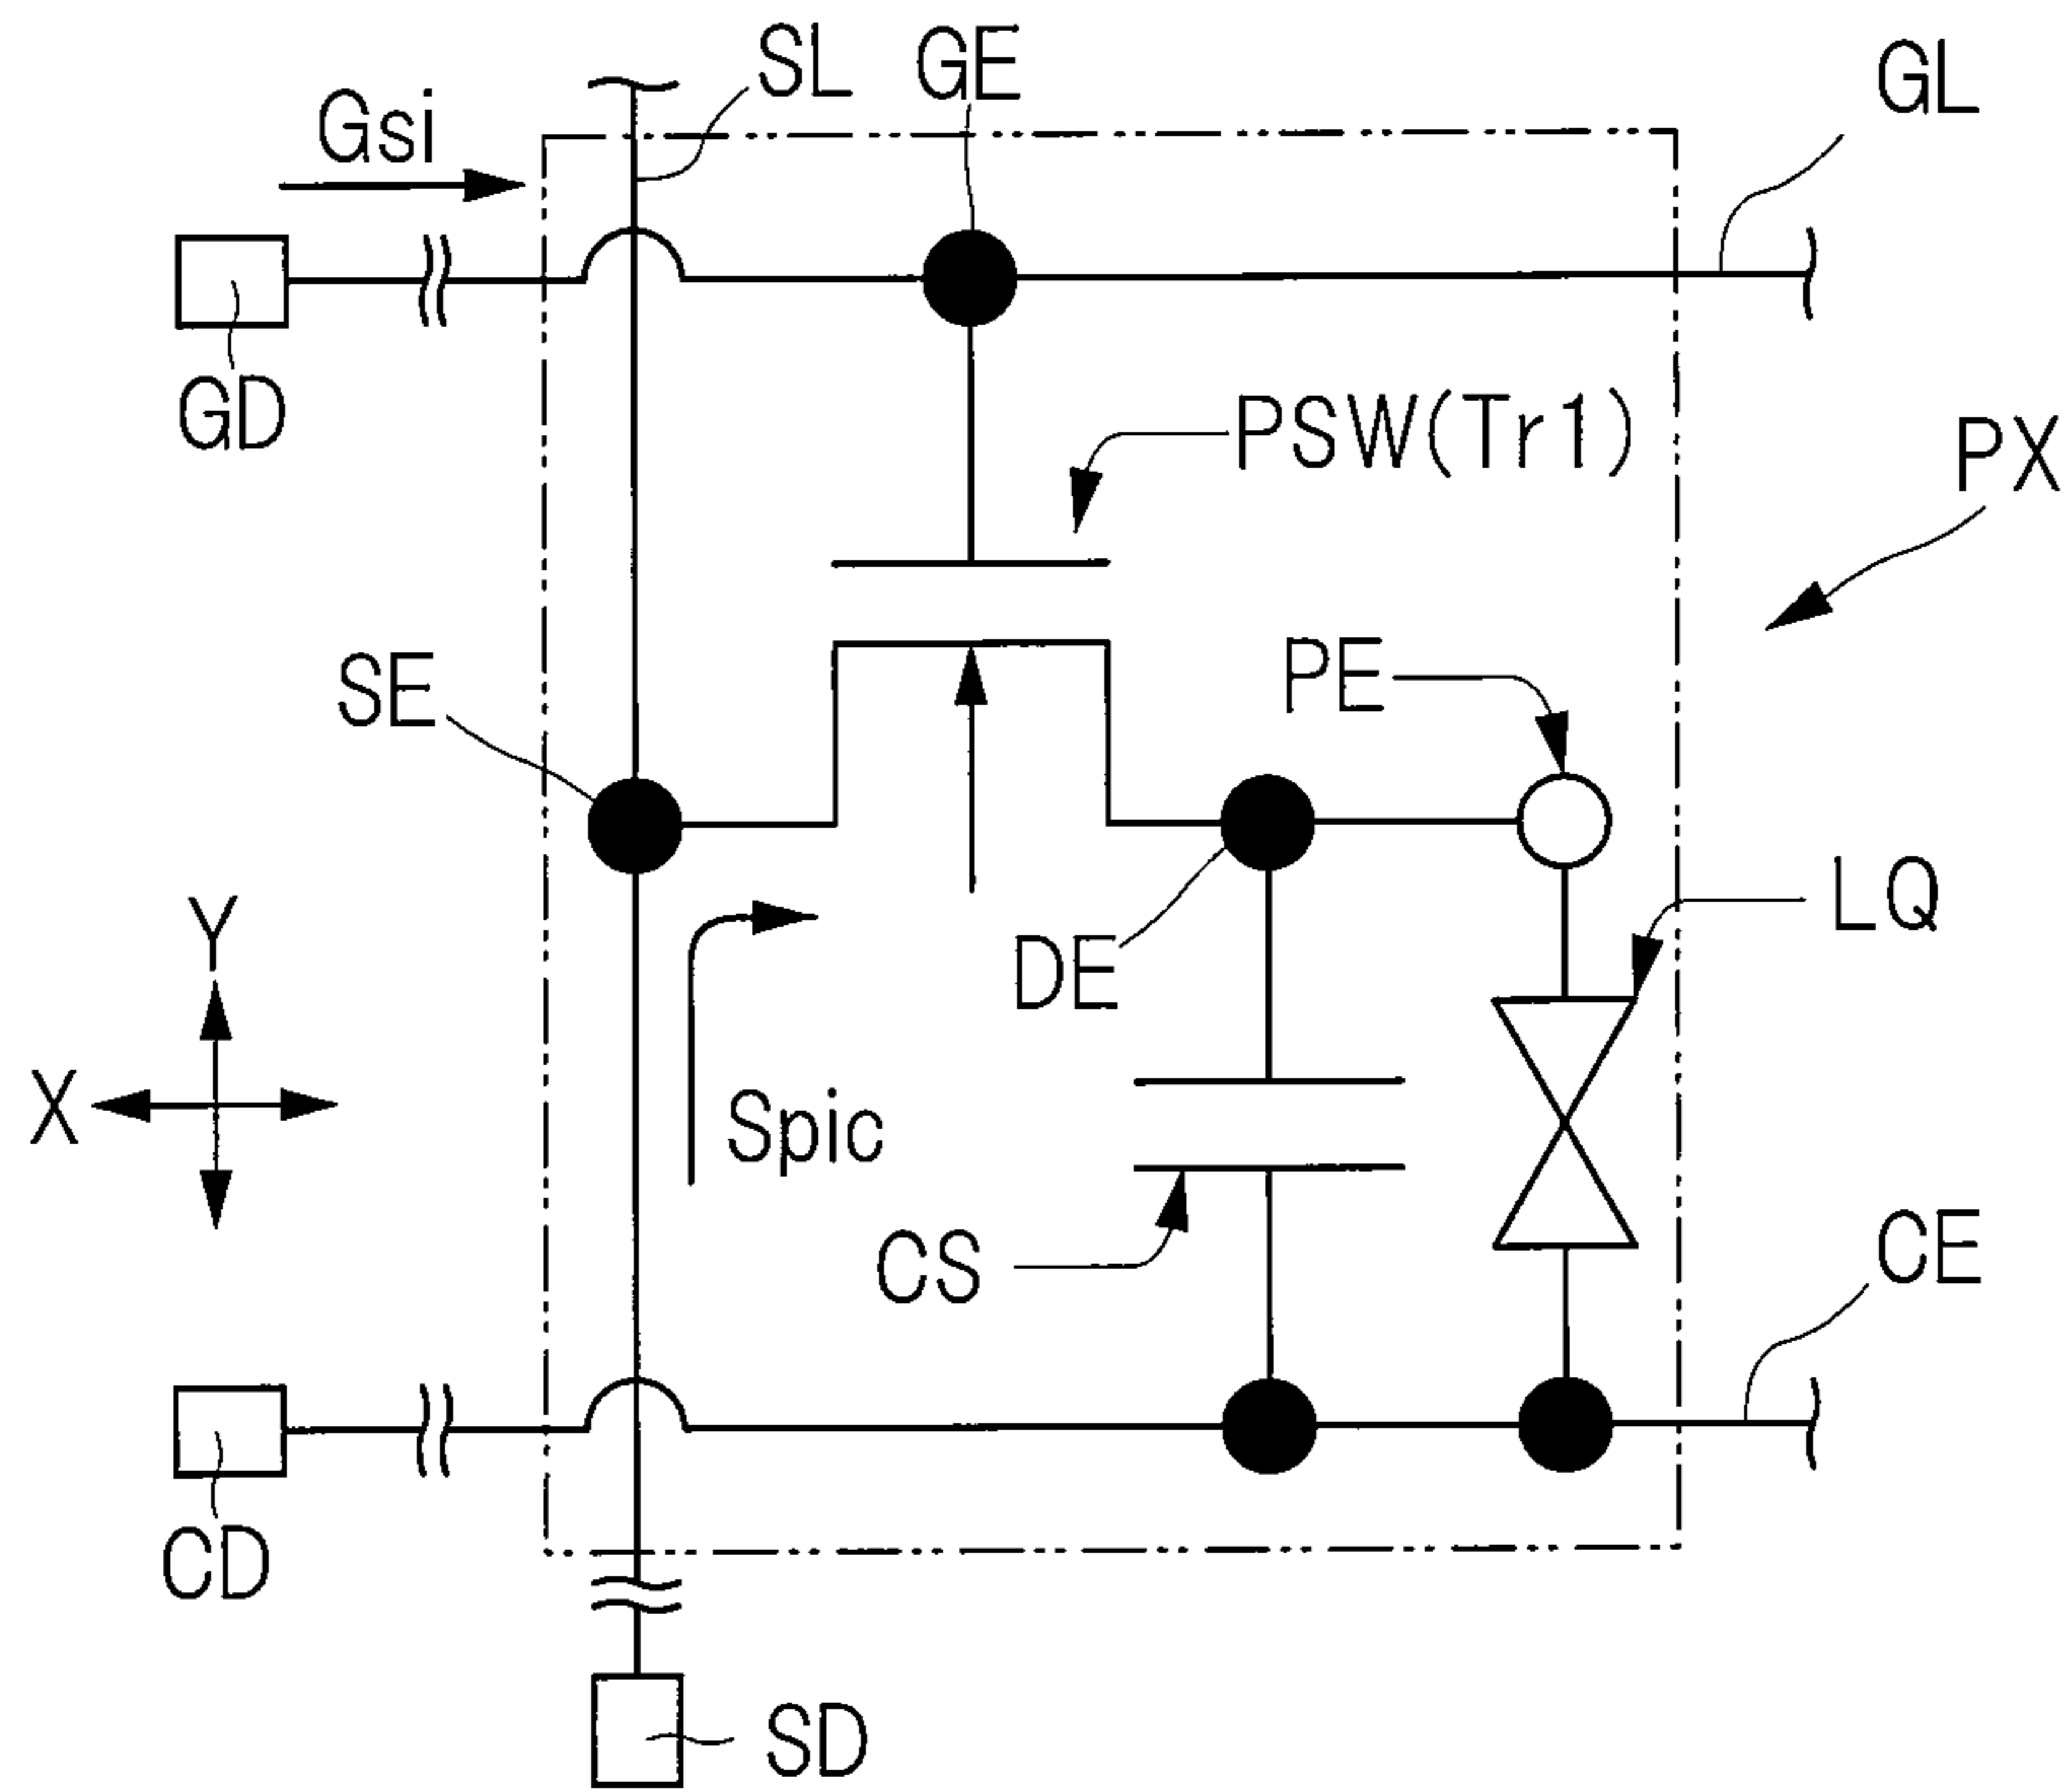 SL
GE
GL
Gsi
GD
PSW(Tr1)
PX
PE
SE
LQ
Y
DE
X
Spic
CS
CE
CD
SD